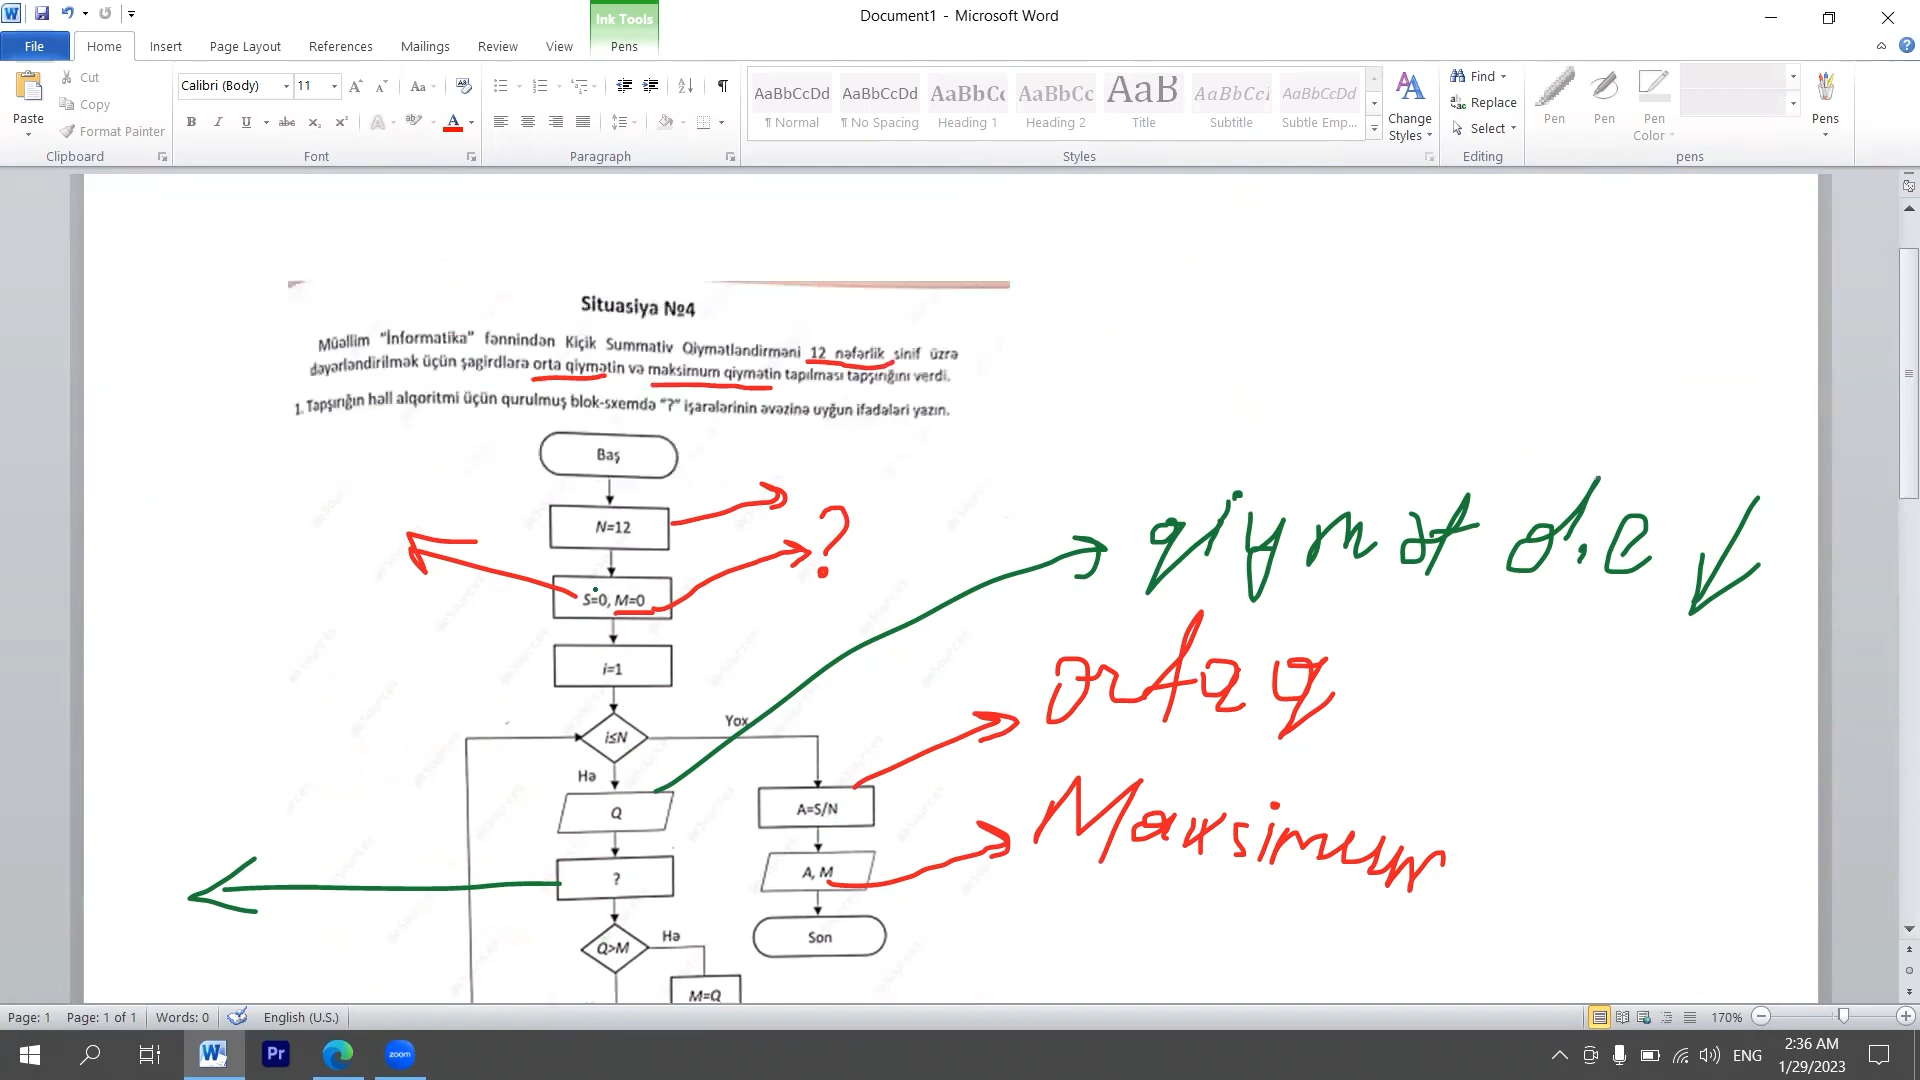 Document1 - Microsoft Word
Ink Tools
File Home Insert Page Layout References Mailings Review View Pens
Paste
Cut
Copy
Format Painter
Clipboard
Calibri (Body) 11
Font
Paragraph
AaBbCcDd AaBbCcDd AaBbCc AaBbCc AaB AaBbCcI AaBbCcDd
¶ Normal ¶ No Spacing Heading 1 Heading 2 Title Subtitle Subtle Emp...
Styles
Change Styles
Find
Replace
Select
Editing
Pen Pen Pen Color Pens
pens
Situasiya №4
Müəllim “İnformatika” fənnindən Kiçik Summativ Qiymətləndirməni 12 nəfərlik sinif üzrə
dəyərləndirilmək üçün şagirdlərə orta qiymətin və maksimum qiymətin tapılması tapşırığını verdi.
1. Tapşırığın həll alqoritmi üçün qurulmuş blok-sxemdə “?” işarələrinin əvəzinə uyğun ifadələri yazın.
Baş
N=12
?
S=0, M=0
qiymət d.e
i=1
orta q
i≤N
Yox
Hə
Q
A=S/N
Maksimum
?
A, M
Q>M
Hə
Son
M=Q
Page: 1 Page: 1 of 1 Words: 0 English (U.S.) 170%
W Pr zoom ENG 2:36 AM
1/29/2023